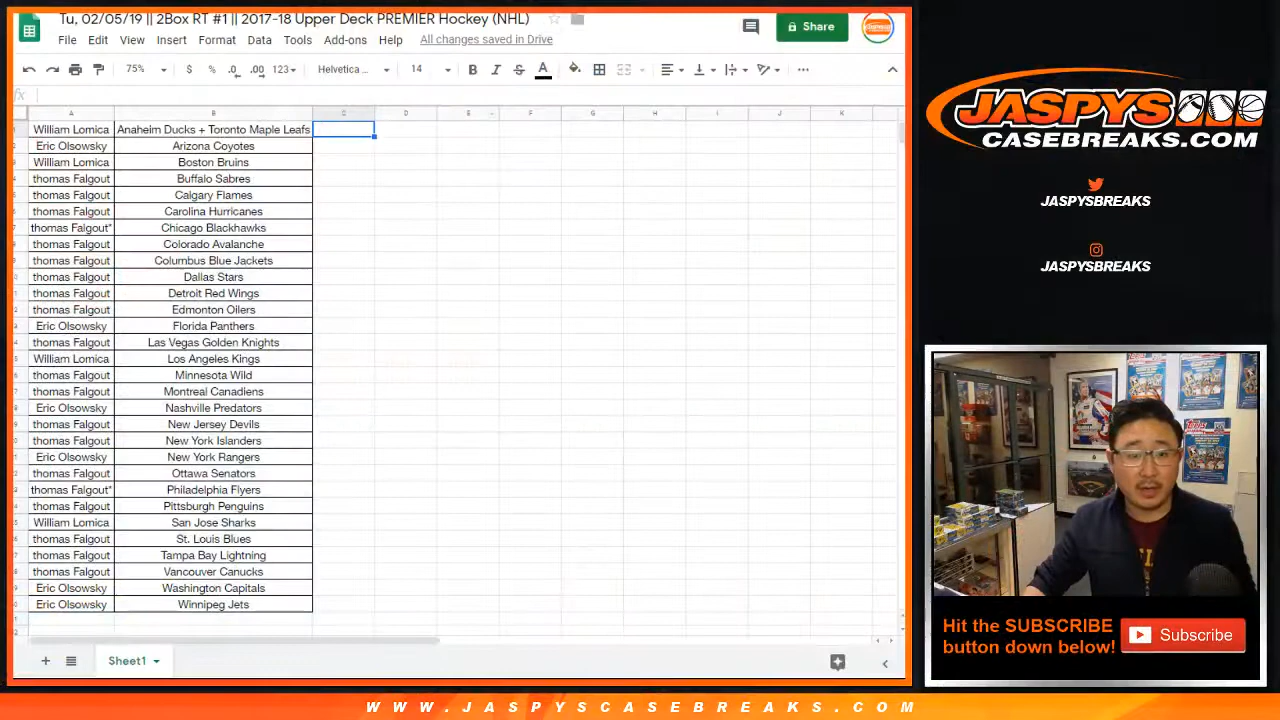 Tu, 02/05/19 || 2Box RT #1 || 2017-18 Upper Deck PREMIER Hockey (NHL)
File Edit View Format Data Tools Add-ons Help All changes saved in Drive
Share
75% $ % .0 .00 123 Helvetica ... 14 B I S A
fx
A B C D E F G H I J K
William Lomica Anaheim Ducks + Toronto Maple Leafs
Eric Olsowsky Arizona Coyotes
William Lomica Boston Bruins
thomas Falgout Buffalo Sabres
thomas Falgout Calgary Flames
thomas Falgout Carolina Hurricanes
thomas Falgout* Chicago Blackhawks
thomas Falgout Colorado Avalanche
thomas Falgout Columbus Blue Jackets
thomas Falgout Dallas Stars
thomas Falgout Detroit Red Wings
thomas Falgout Edmonton Oilers
Eric Olsowsky Florida Panthers
thomas Falgout Las Vegas Golden Knights
William Lomica Los Angeles Kings
thomas Falgout Minnesota Wild
thomas Falgout Montreal Canadiens
Eric Olsowsky Nashville Predators
thomas Falgout New Jersey Devils
thomas Falgout New York Islanders
Eric Olsowsky New York Rangers
thomas Falgout Ottawa Senators
thomas Falgout* Philadelphia Flyers
thomas Falgout Pittsburgh Penguins
William Lomica San Jose Sharks
thomas Falgout St. Louis Blues
thomas Falgout Tampa Bay Lightning
thomas Falgout Vancouver Canucks
Eric Olsowsky Washington Capitals
Eric Olsowsky Winnipeg Jets
Sheet1
JASPYS
CASEBREAKS.COM
JASPYSBREAKS
JASPYSBREAKS
Hit the SUBSCRIBE
button down below!
Subscribe
WWW.JASPYSCASEBREAKS.COM